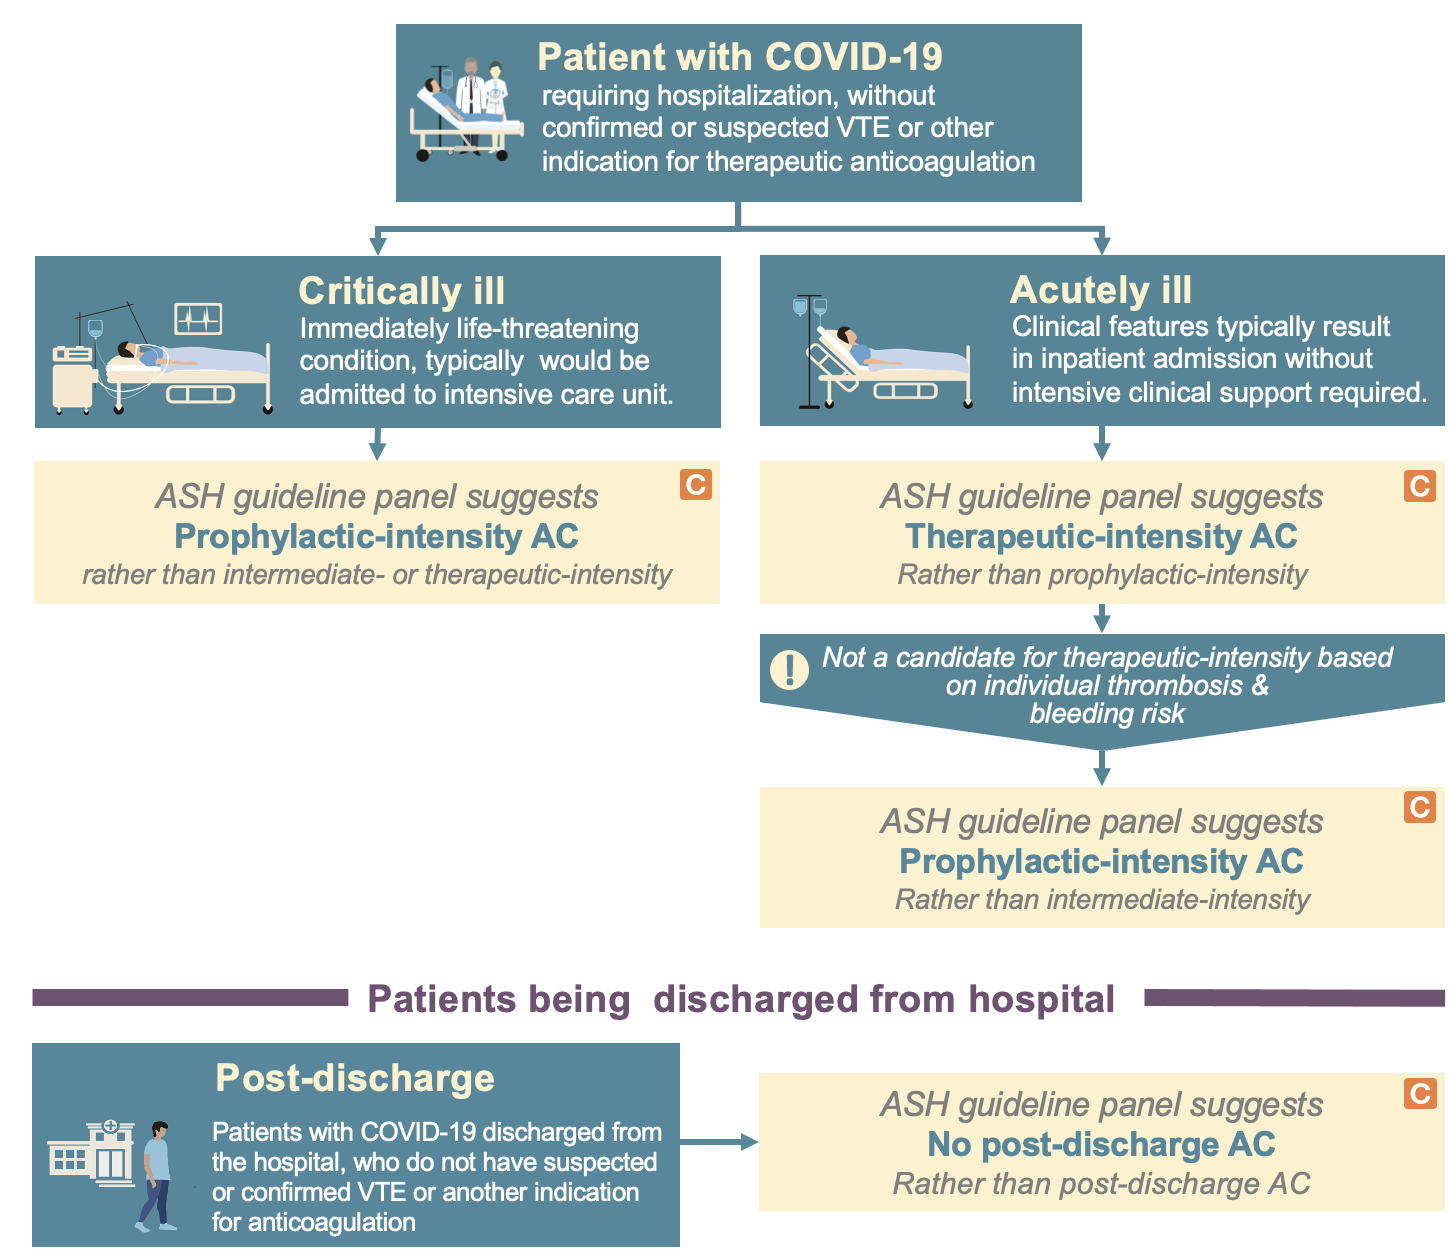 Patient with COVID-19
requiring hospitalization, without
confirmed or suspected VTE or other
indication for therapeutic anticoagulation
Critically ill
Immediately life-threatening
condition, typically would be
admitted to intensive care unit.
Acutely ill
Clinical features typically result
in inpatient admission without
intensive clinical support required.
C
ASH guideline panel suggests
Prophylactic-intensity AC
rather than intermediate- or therapeutic-intensity
C
ASH guideline panel suggests
Therapeutic-intensity AC
Rather than prophylactic-intensity
! Not a candidate for therapeutic-intensity based
on individual thrombosis &
bleeding risk
C
ASH guideline panel suggests
Prophylactic-intensity AC
Rather than intermediate-intensity
Patients being discharged from hospital
Post-discharge
Patients with COVID-19 discharged from
the hospital, who do not have suspected
or confirmed VTE or another indication
for anticoagulation
C
ASH guideline panel suggests
No post-discharge AC
Rather than post-discharge AC